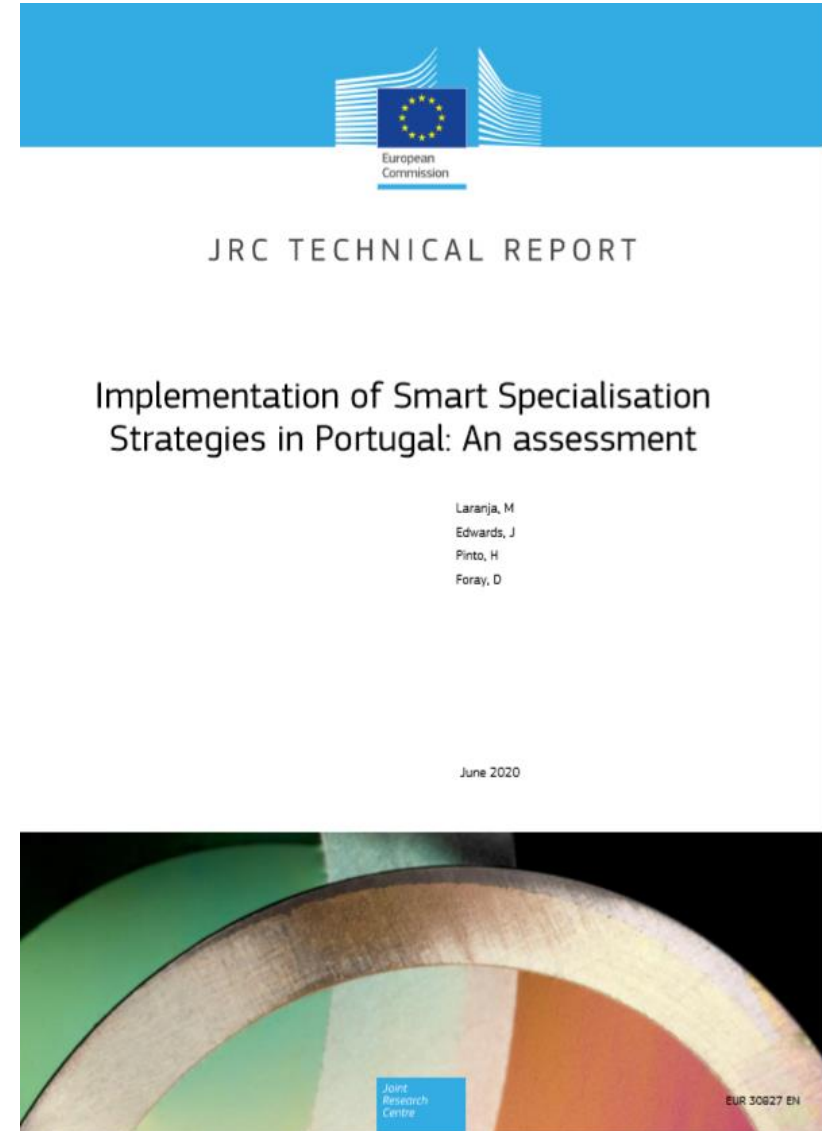 European
Commission
JRC TECHNICAL REPORT
Implementation of Smart Specialisation
Strategies in Portugal: An assessment
Laranja, M
Edwards, J
Pinto, H
Foray, D
June 2020
Joint
Research
Centre
EUR 30827 EN